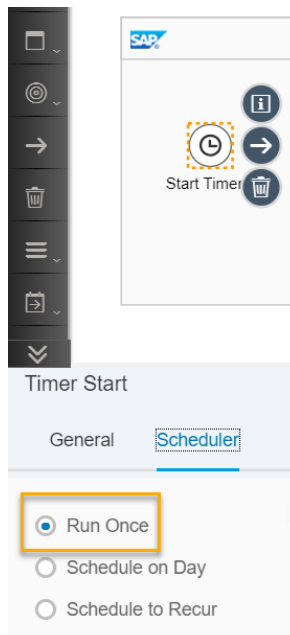 SAP
Start Timer
Timer Start
General Scheduler
Run Once
Schedule on Day
Schedule to Recur